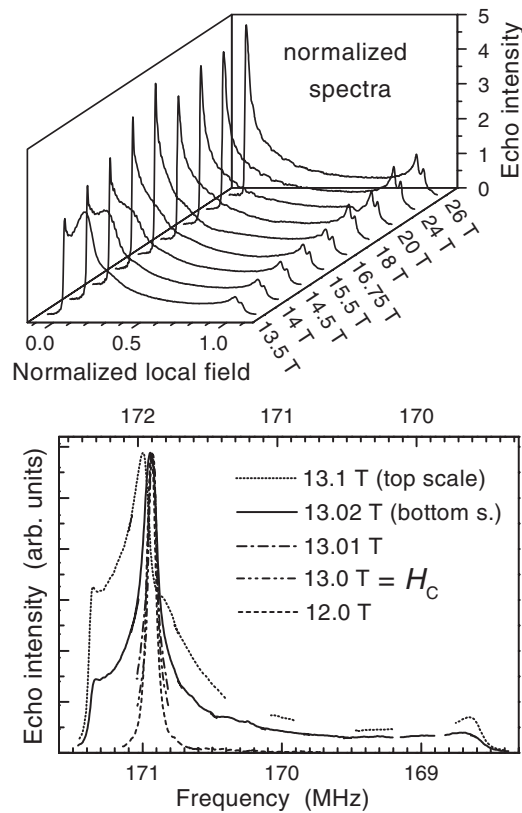 normalized
spectra
Echo intensity
5
4
3
2
1
0
26 T
24 T
20 T
18 T
16.75 T
15.5 T
14.5 T
14 T
13.5 T
0.0 0.5 1.0
Normalized local field
172 171 170
13.1 T (top scale)
13.02 T (bottom s.)
13.01 T
13.0 T = HC
12.0 T
Echo intensity (arb. units)
171 170 169
Frequency (MHz)